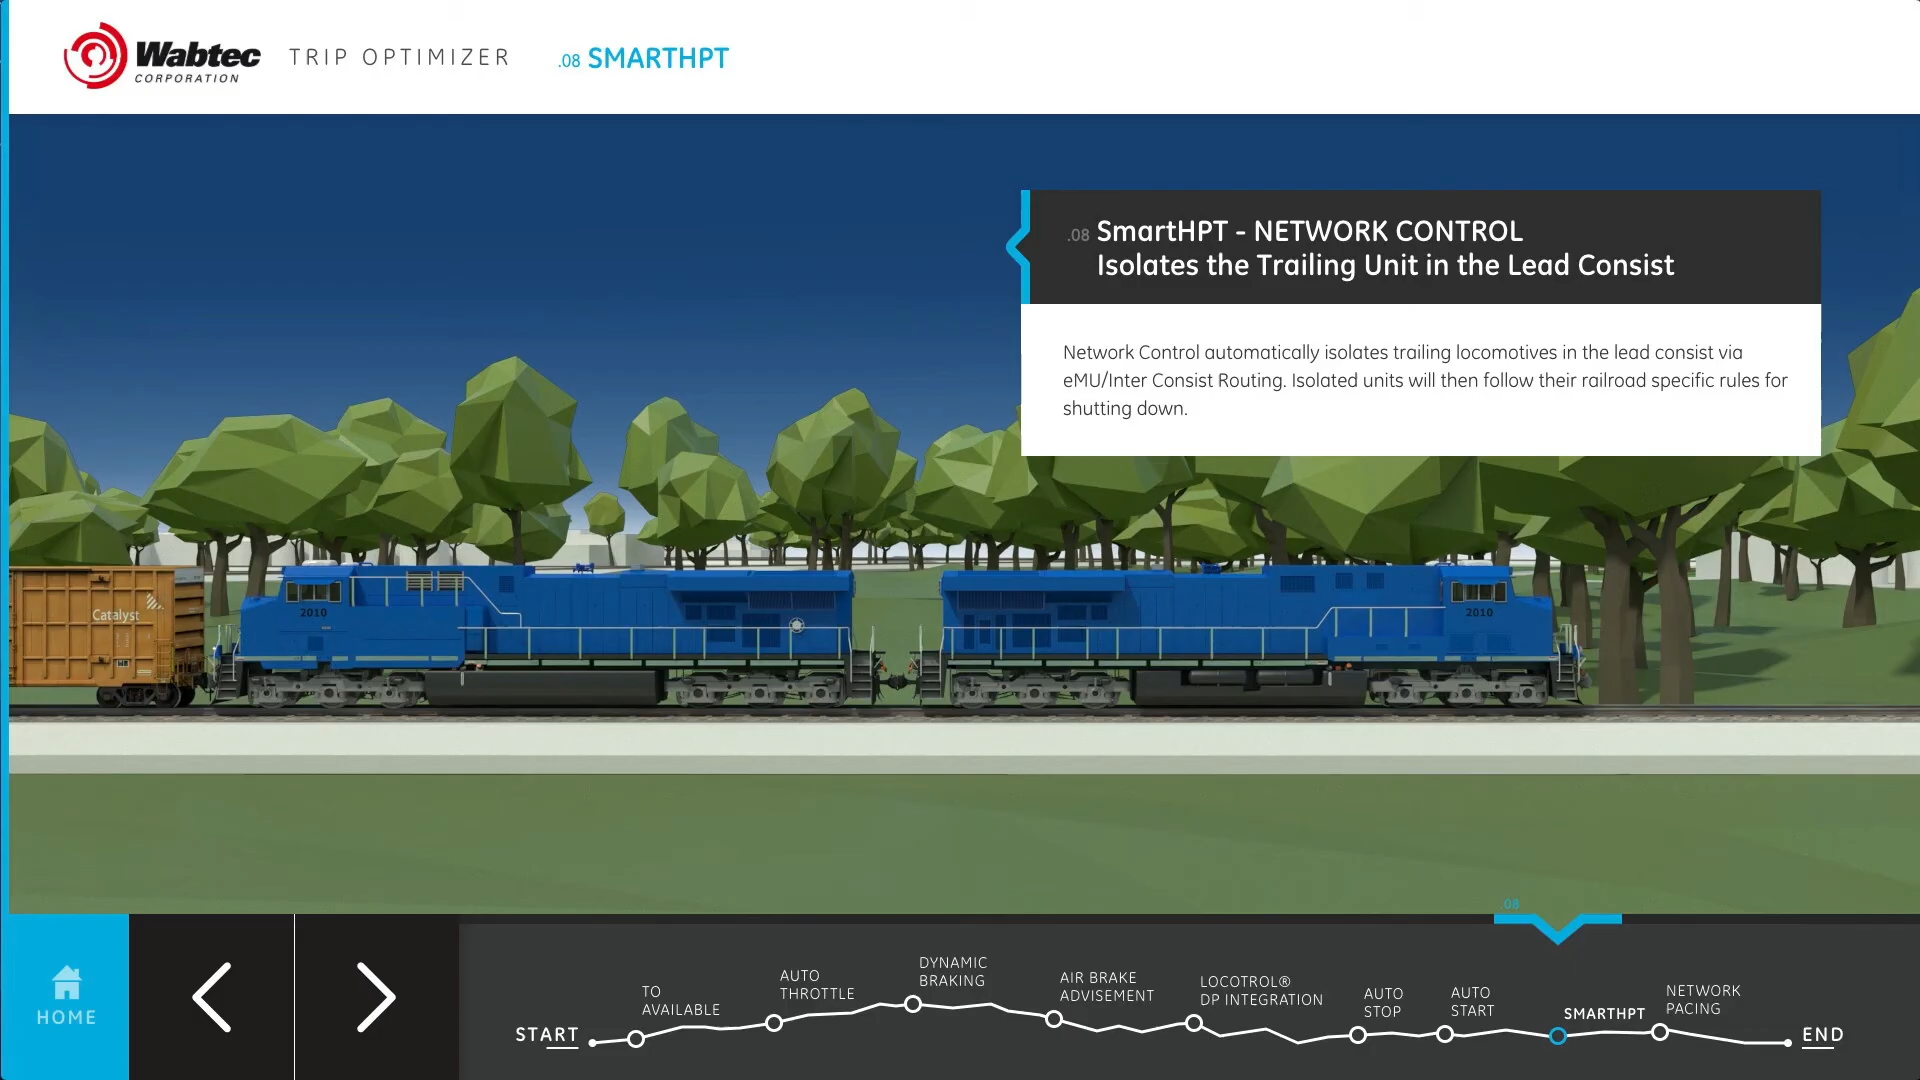 Wabtec
CORPORATION
TRIP OPTIMIZER
.08 SMARTHPT
.08 SmartHPT - NETWORK CONTROL
Isolates the Trailing Unit in the Lead Consist
Network Control automatically isolates trailing locomotives in the lead consist via
eMU/Inter Consist Routing. Isolated units will then follow their railroad specific rules for
shutting down.
Catalyst
2010
2010
.08
HOME
START
TO
AVAILABLE
AUTO
THROTTLE
DYNAMIC
BRAKING
AIR BRAKE
ADVISEMENT
LOCOTROL®
DP INTEGRATION
AUTO
STOP
AUTO
START
SMARTHPT
NETWORK
PACING
END